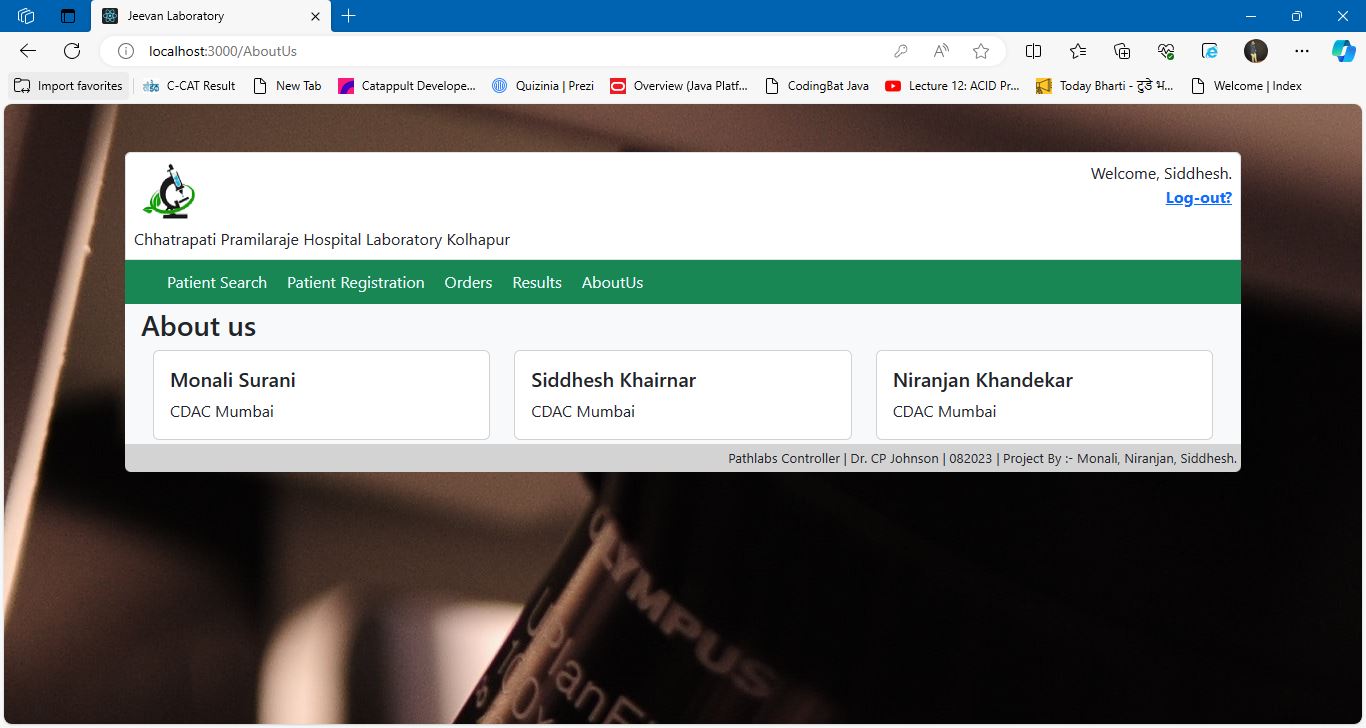 Jeevan Laboratory
localhost:3000/AboutUs
Import favorites
C-CAT Result
New Tab
Catappult Develope...
Quizinia | Prezi
Overview (Java Platf...
CodingBat Java
Lecture 12: ACID Pr...
Today Bharti - टुडे भ...
Welcome | Index
Welcome, Siddhesh.
Log-out?
Chhatrapati Pramilaraje Hospital Laboratory Kolhapur
Patient Search Patient Registration Orders Results AboutUs
About us
Monali Surani
CDAC Mumbai
Siddhesh Khairnar
CDAC Mumbai
Niranjan Khandekar
CDAC Mumbai
Pathlabs Controller | Dr. CP Johnson | 082023 | Project By :- Monali, Niranjan, Siddhesh.
OLYMPUS